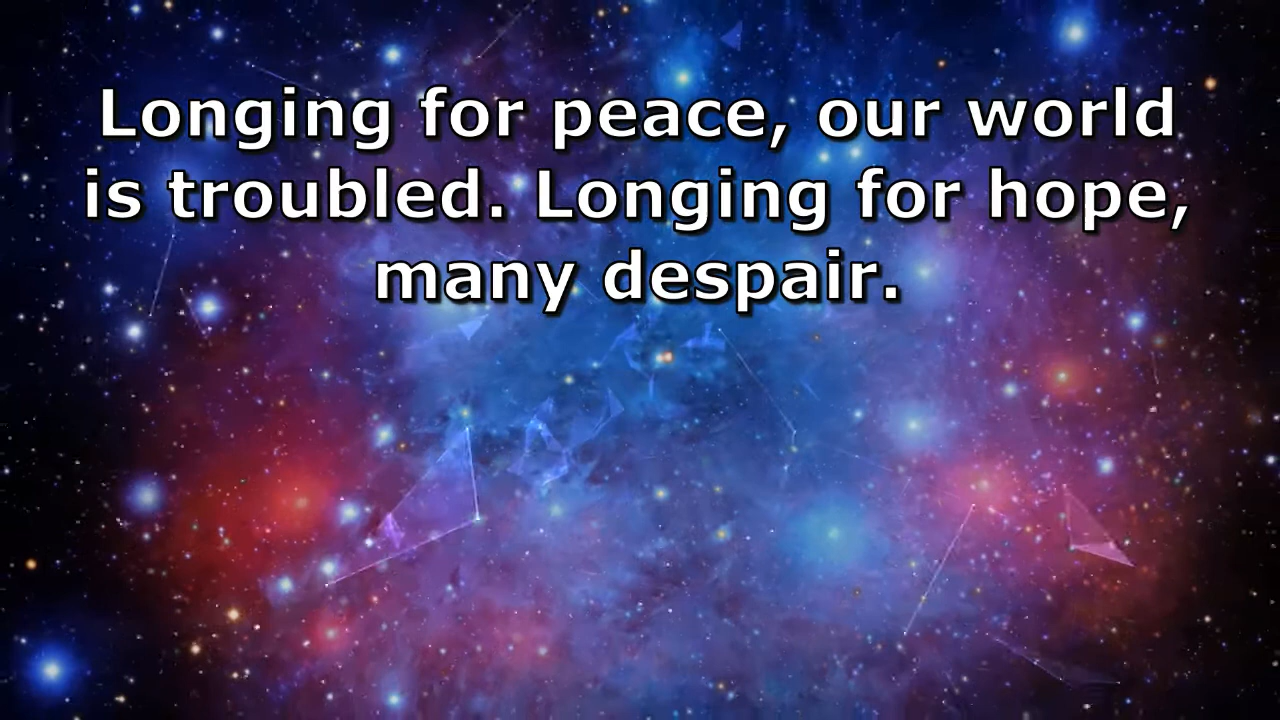 Longing for peace, our world
is troubled. Longing for hope,
many despair.